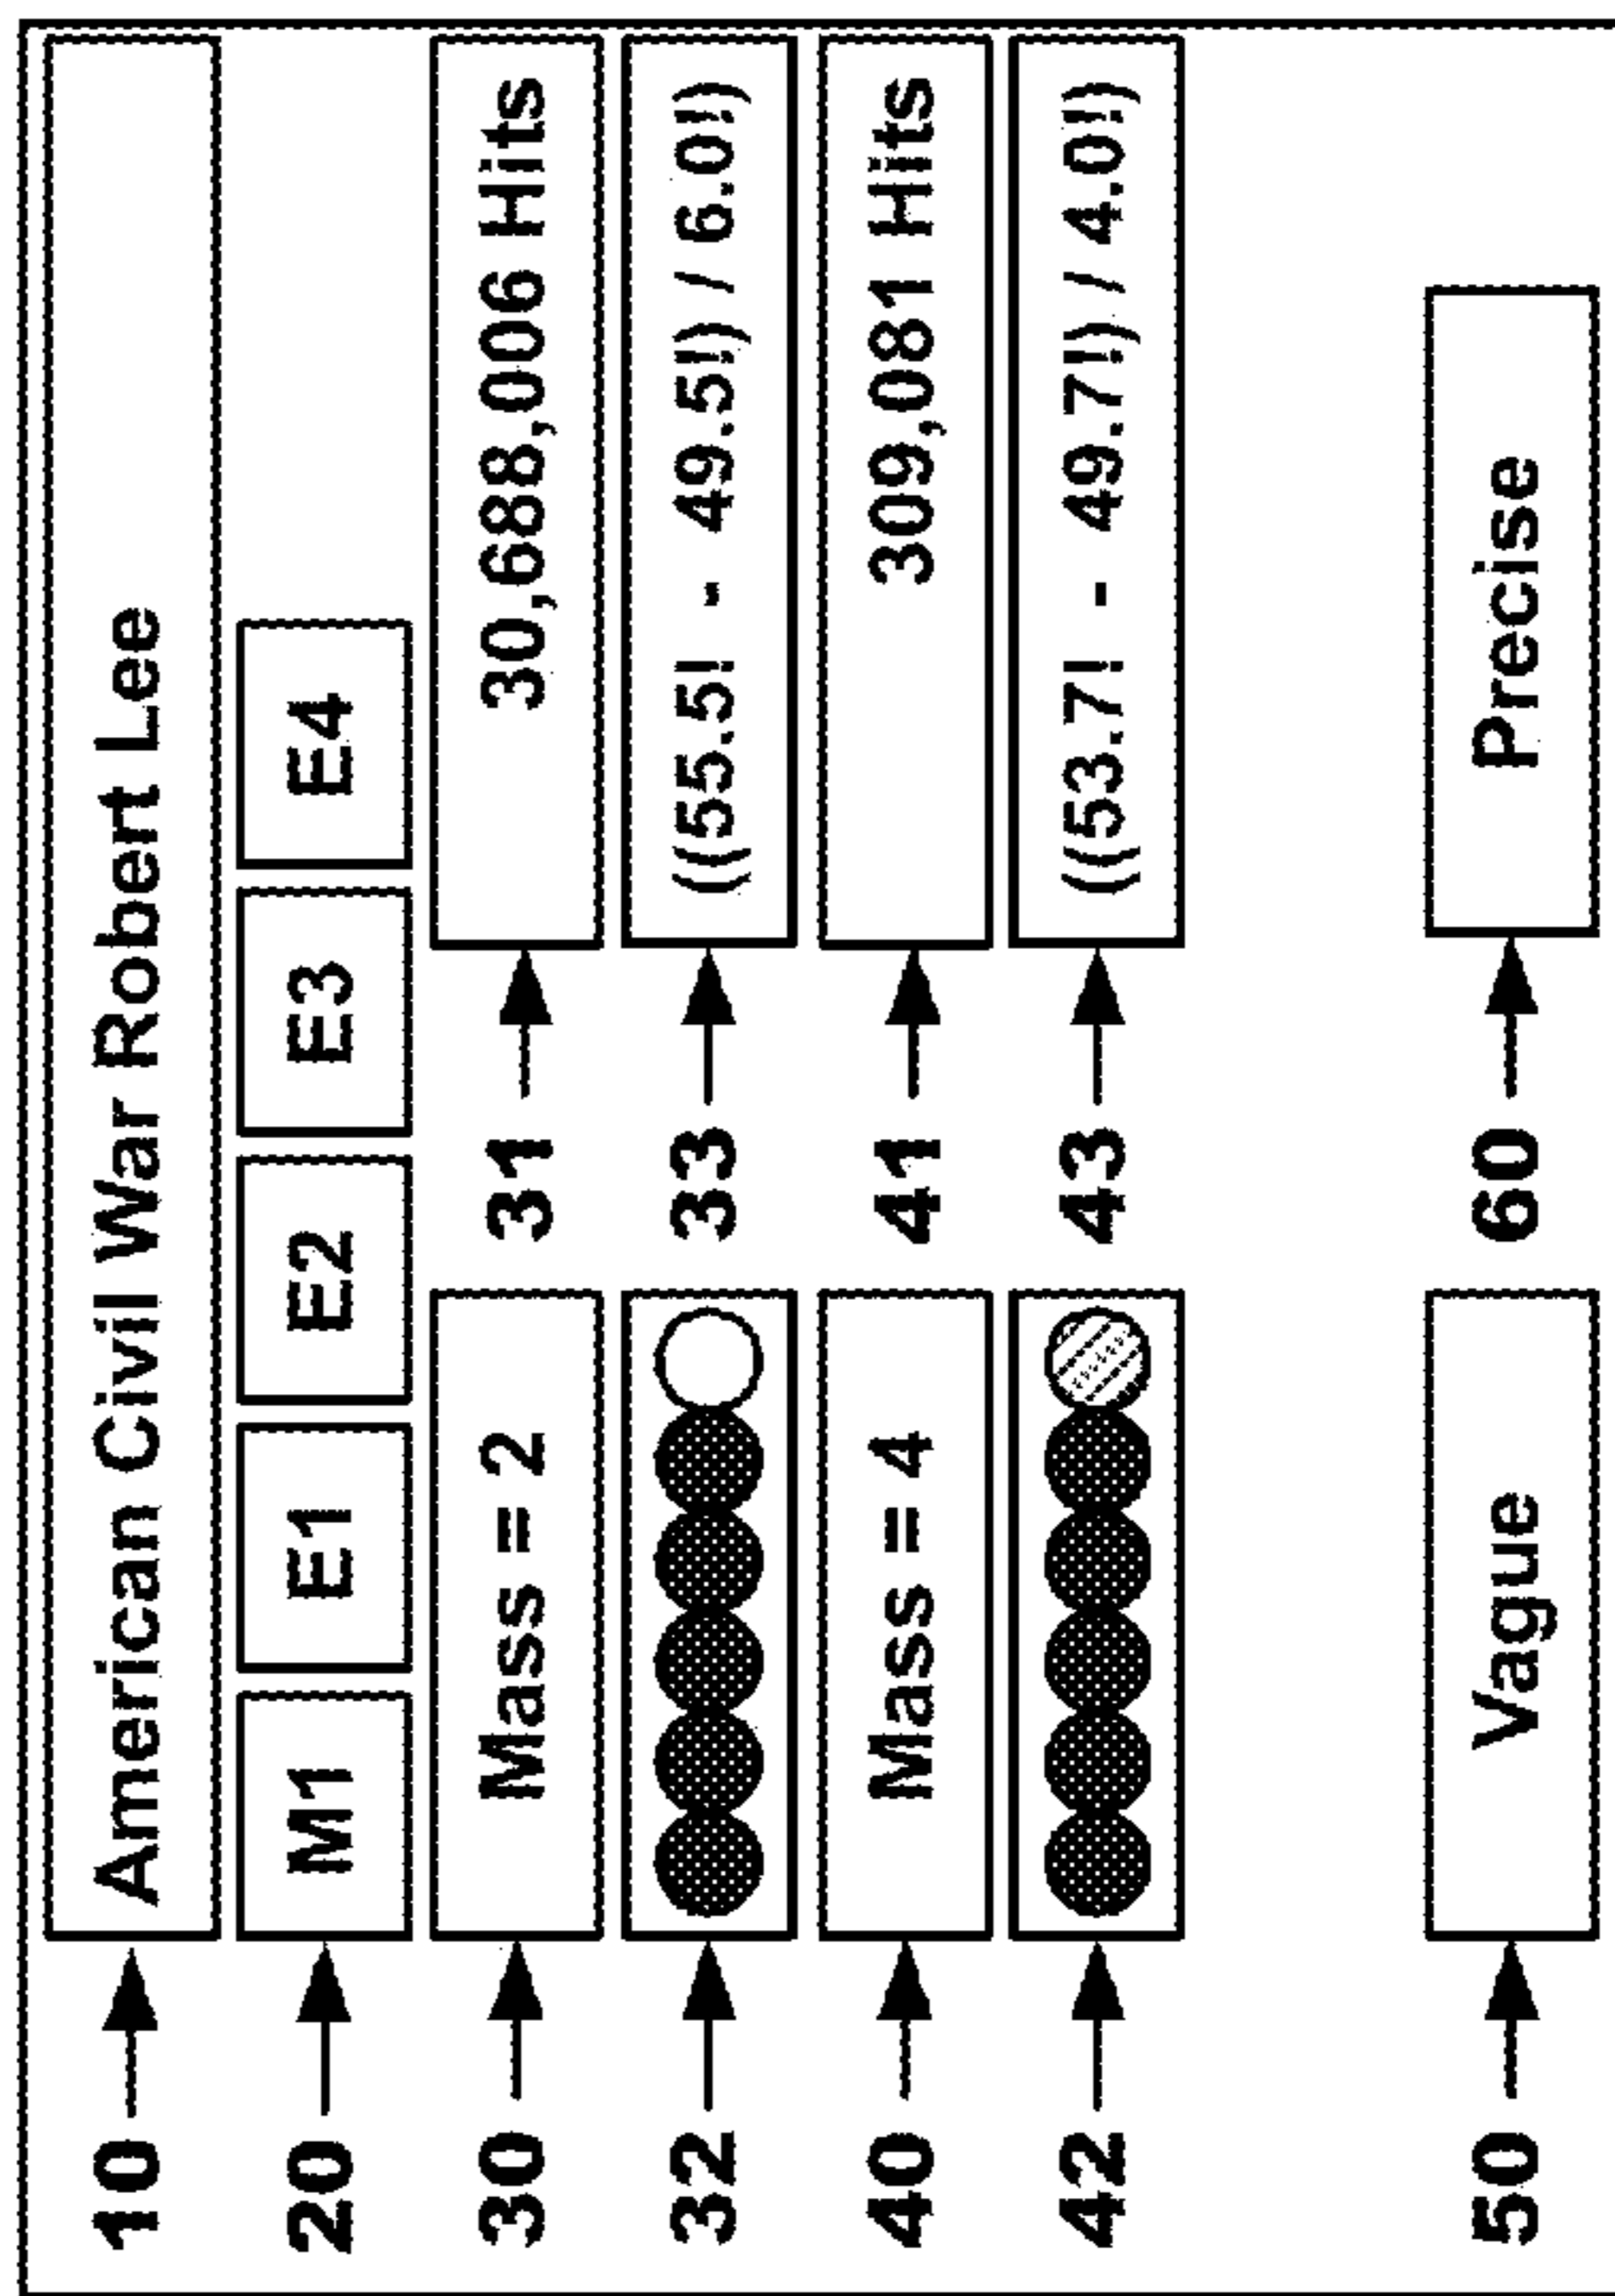 10 American Civil War Robert Lee
20 M1 E1 E2 E3 E4
30 Mass = 2 31 30,688,006 Hits
32 33 ((55.5! - 49.5!) / 6.0!)
40 Mass = 4 41 309,081 Hits
42 43 ((53.7! - 49.7!) / 4.0!)
50 Vague 60 Precise